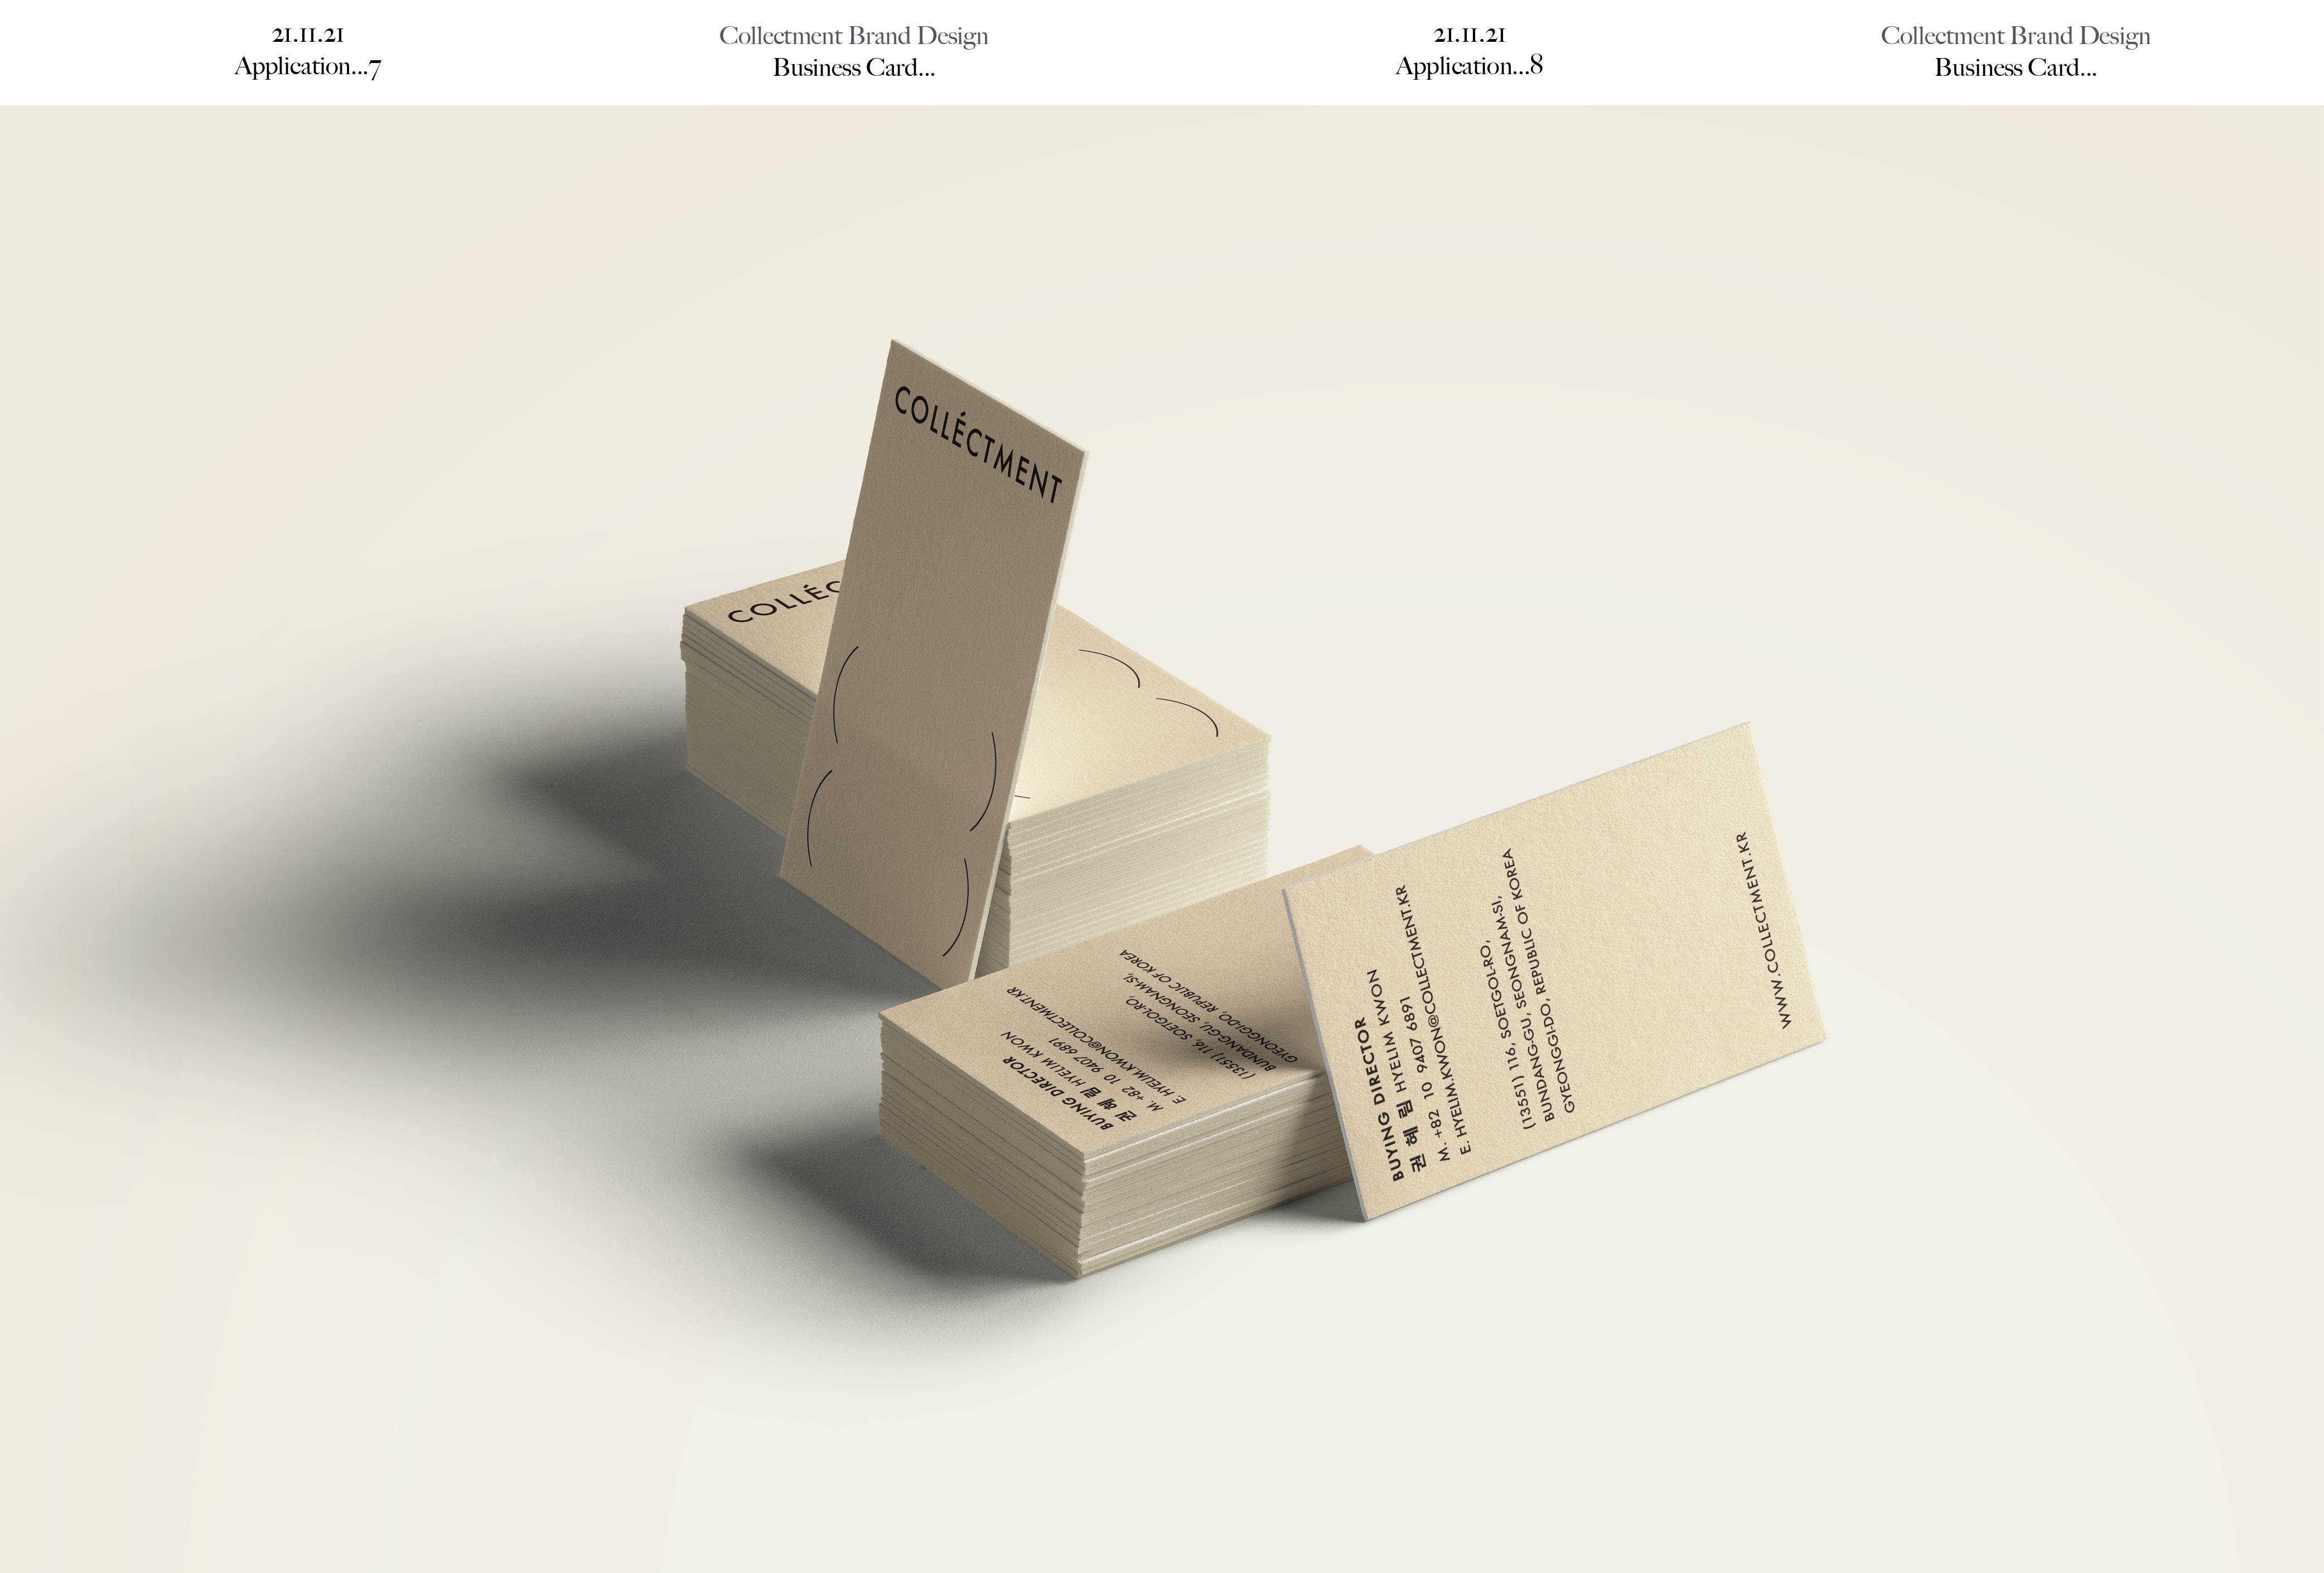 21.11.21
Application...7
Collectment Brand Design
Business Card...
21.11.21
Application...8
Collectment Brand Design
Business Card...
COLLÉCTMENT
COLLÉC
BUYING DIRECTOR
권 혜 림 HYELIM KWON
M. +82 10 9407 6891
E. HYELIM.KWON@COLLECTMENT.KR
(13551) 116, SOETGOL-RO,
BUNDANG-GU, SEONGNAM-SI,
GYEONGGI-DO, REPUBLIC OF KOREA
BUYING DIRECTOR
권 혜 림 HYELIM KWON
M. +82 10 9407 6891
E. HYELIM.KWON@COLLECTMENT.KR
(13551) 116, SOETGOL-RO,
BUNDANG-GU, SEONGNAM-SI,
GYEONGGI-DO, REPUBLIC OF KOREA
WWW.COLLECTMENT.KR